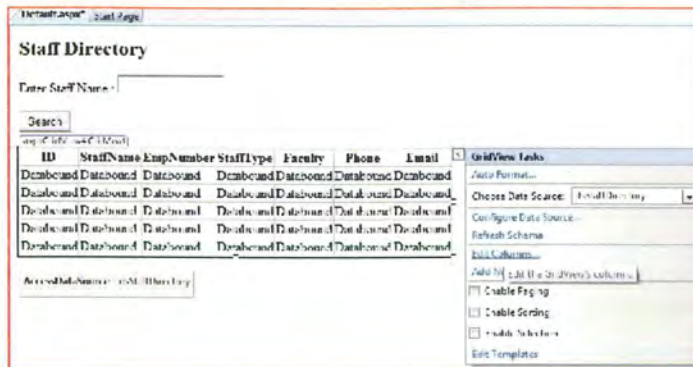 Default.aspx* Start Page
Staff Directory
Enter Staff Name :
Search
ID StaffName EmpNumber StaffType Faculty Phone Email
Databound Databound Databound Databound Databound Databound Databound
Databound Databound Databound Databound Databound Databound Databound
Databound Databound Databound Databound Databound Databound Databound
Databound Databound Databound Databound Databound Databound Databound
Databound Databound Databound Databound Databound Databound Databound
AccessDataSource
GridView Tasks
Auto Format...
Choose Data Source:
Configure Data Source...
Refresh Schema
Edit Columns...
Edit the GridView's columns
Enable Paging
Enable Sorting
Enable Selection
Edit Templates